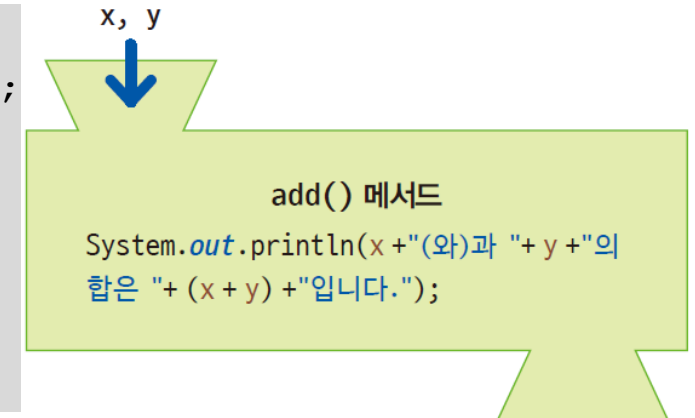 x, y
;
add() 메서드
System.out.println(x +"(와)과 "+ y +"의
합은 "+ (x + y) +"입니다.");